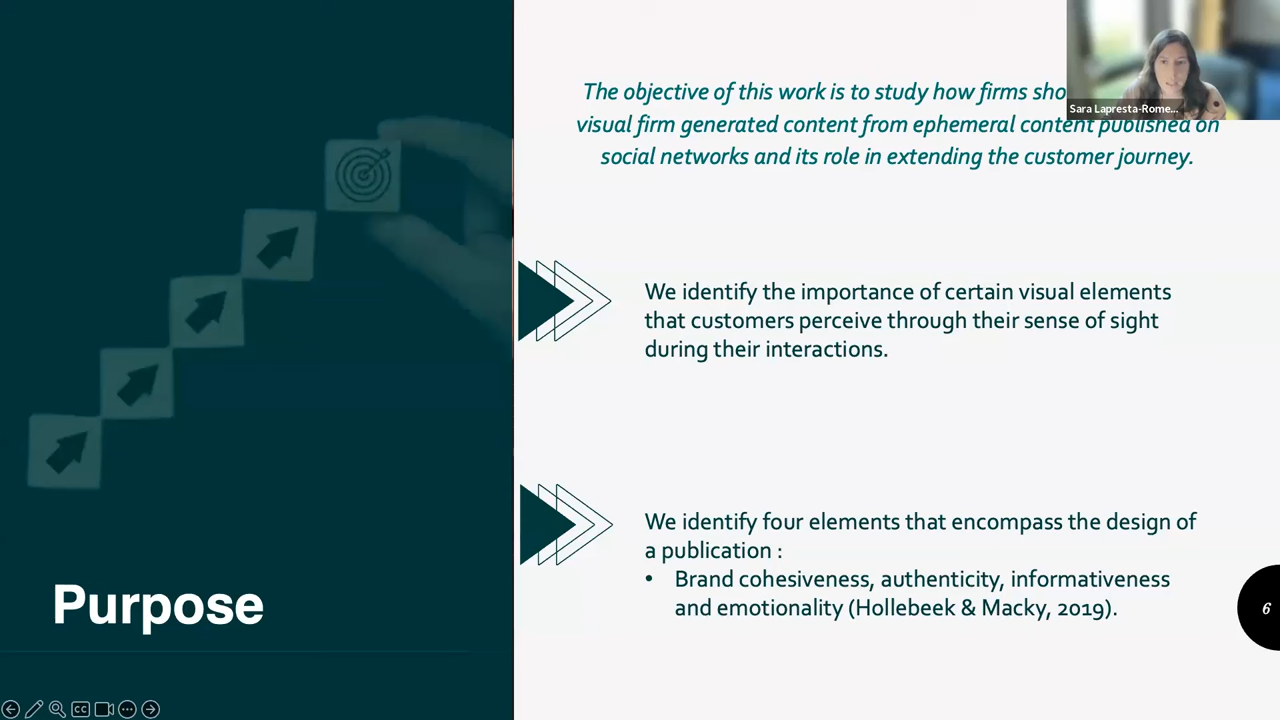 The objective of this work is to study how firms
visual firm generated content from ephemeral content published on
social networks and its role in extending the customer journey.
Sara Lapresta-Rome...
We identify the importance of certain visual elements
that customers perceive through their sense of sight
during their interactions.
We identify four elements that encompass the design of
a publication :
• Brand cohesiveness, authenticity, informativeness
and emotionality (Hollebeek & Macky, 2019).
Purpose
6
CC